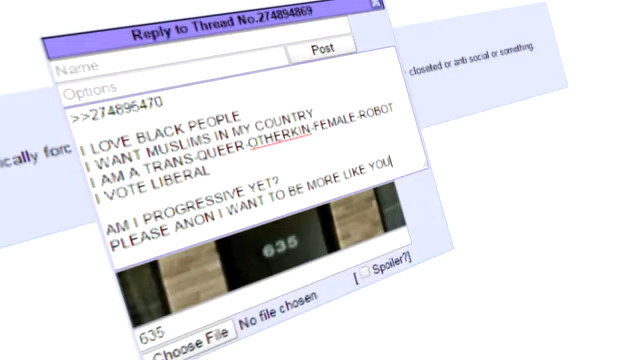 Reply to Thread No.274894869
Name
Post
Options
closeted or anti social or something.
>>274895470
ically forc
I LOVE BLACK PEOPLE
I WANT MUSLIMS IN MY COUNTRY
I AM A TRANS-QUEER-OTHERKIN-FEMALE-ROBOT
I VOTE LIBERAL
AM I PROGRESSIVE YET?
PLEASE ANON I WANT TO BE MORE LIKE YOU
635
[ Spoiler?]
635
Choose File No file chosen